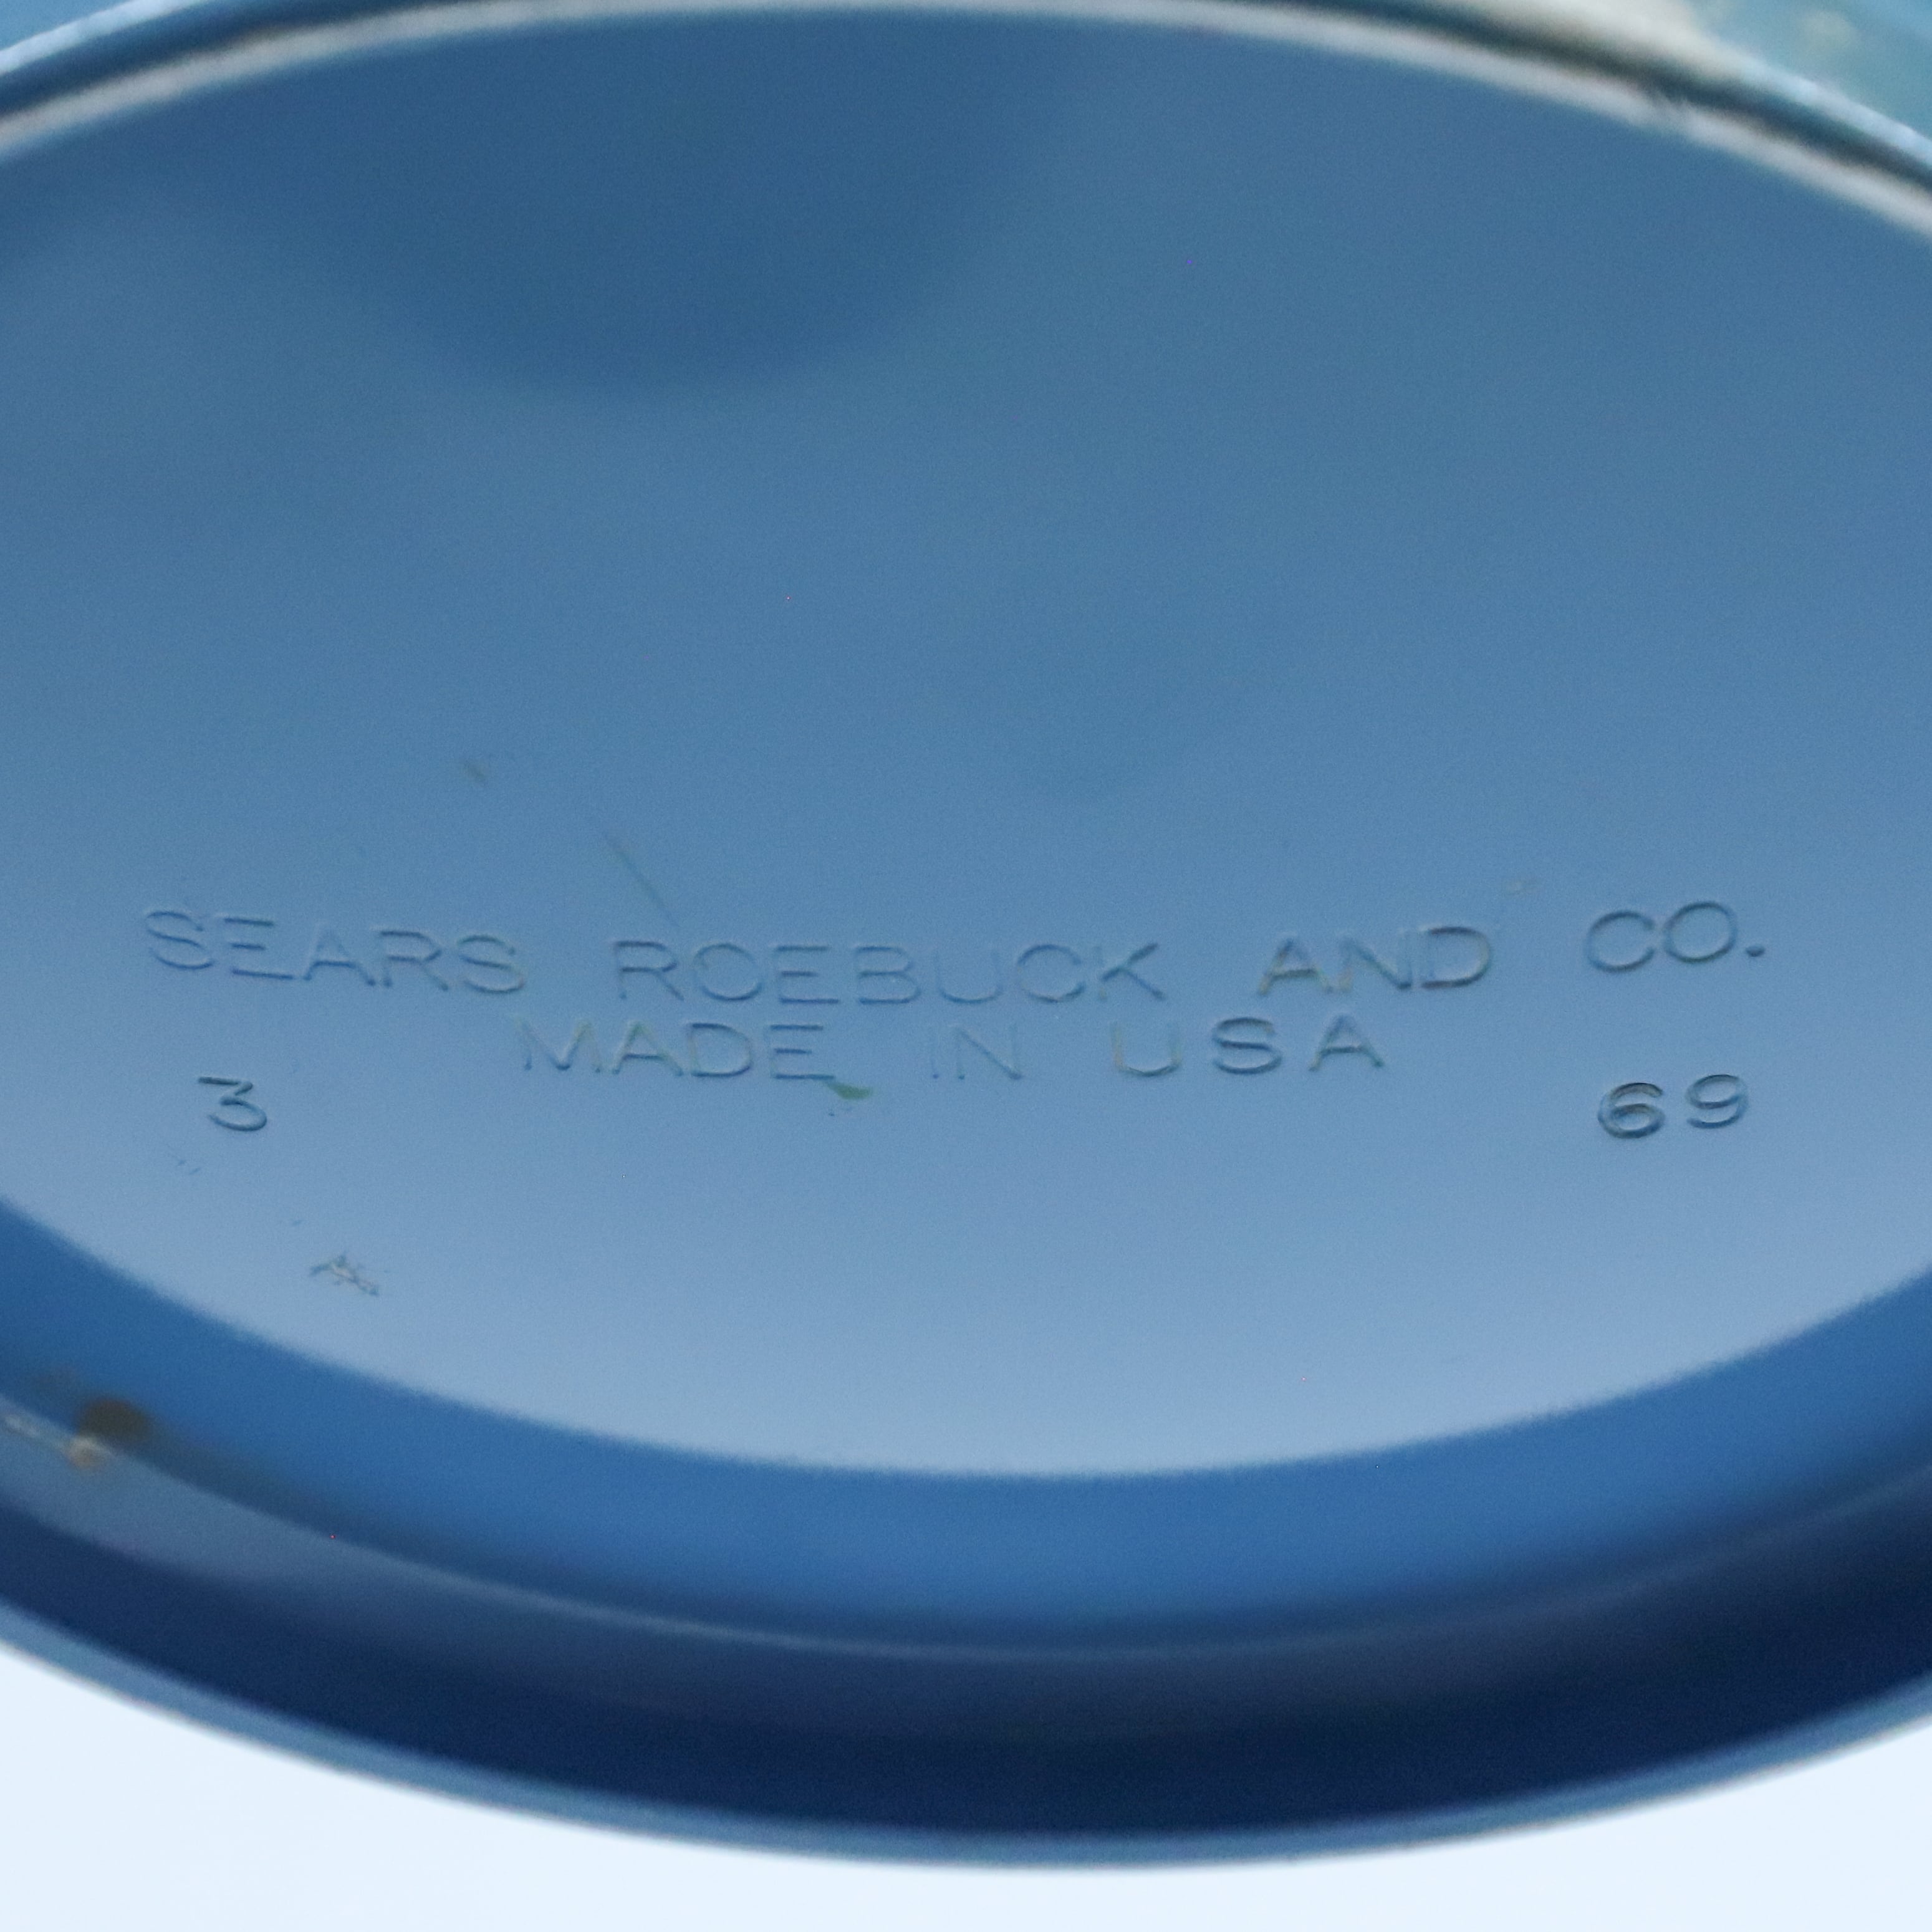 SEARS ROEBUCK AND CO.
MADE IN USA
3 69